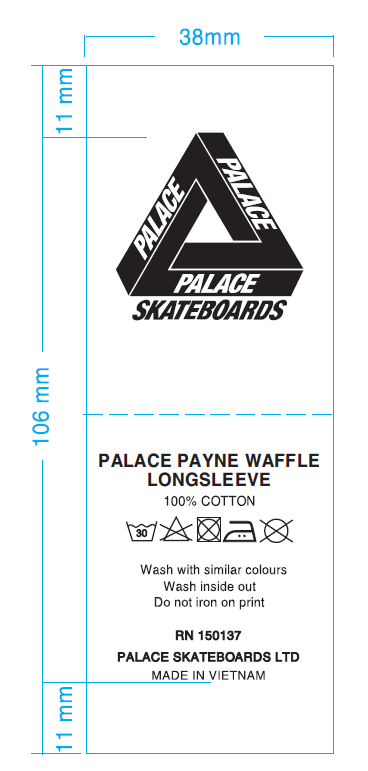 38mm
11 mm
PALACE
PALACE
PALACE
SKATEBOARDS
106 mm
PALACE PAYNE WAFFLE
LONGSLEEVE
100% COTTON
30
Wash with similar colours
Wash inside out
Do not iron on print
RN 150137
PALACE SKATEBOARDS LTD
MADE IN VIETNAM
11 mm